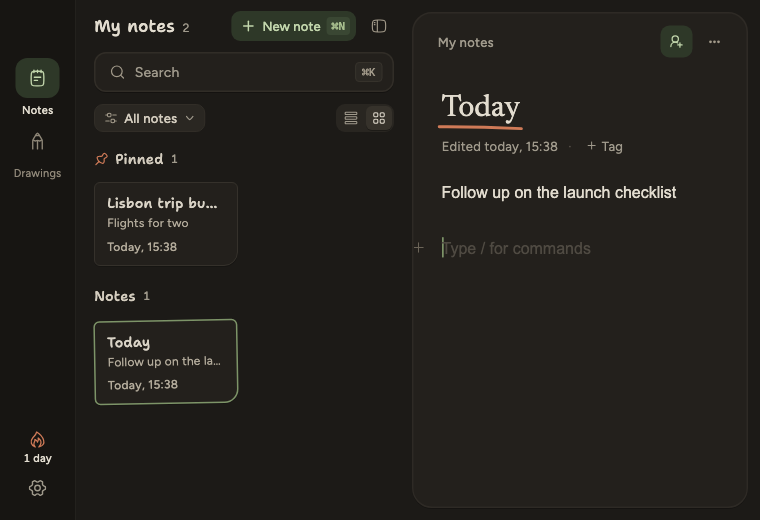 Notes
Drawings
1 day
My notes 2
+ New note ⌘N
Search ⌘K
All notes
Pinned 1
Lisbon trip bu...
Flights for two
Today, 15:38
Notes 1
Today
Follow up on the la...
Today, 15:38
My notes
Today
Edited today, 15:38 · + Tag
Follow up on the launch checklist
Type / for commands